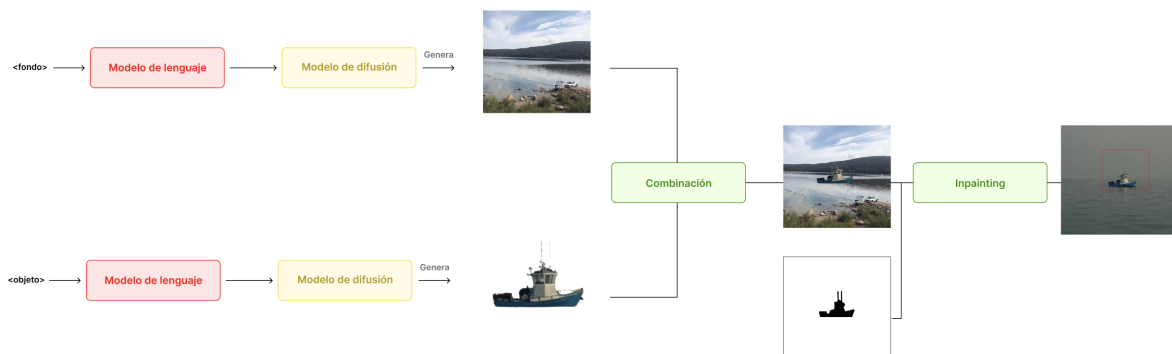 <fondo>
Modelo de lenguaje
Modelo de difusión
Genera
Combinación
Inpainting
<objeto>
Modelo de lenguaje
Modelo de difusión
Genera